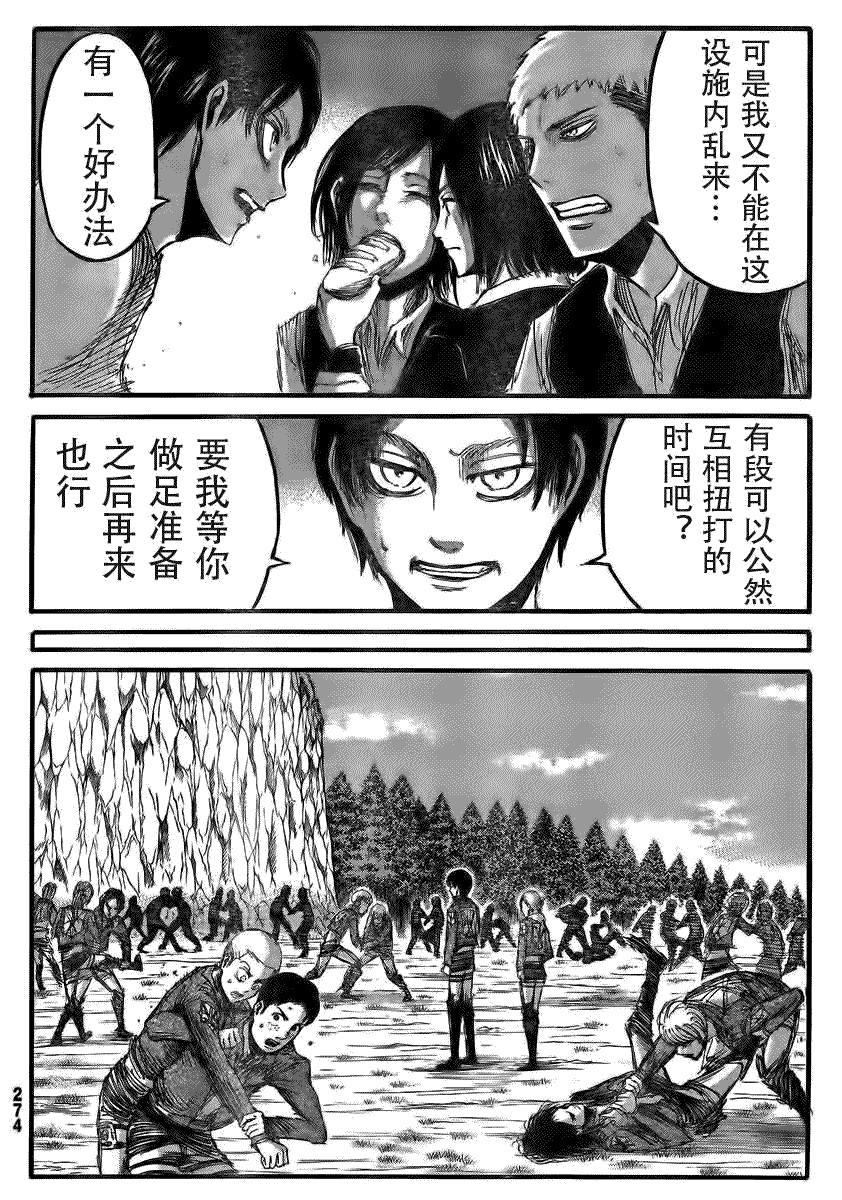 可是我又不能在这
设施内乱来…
有一个好办法
有段可以公然
互相扭打的
时间吧？
要我等你
做足准备
之后再来
也行
274